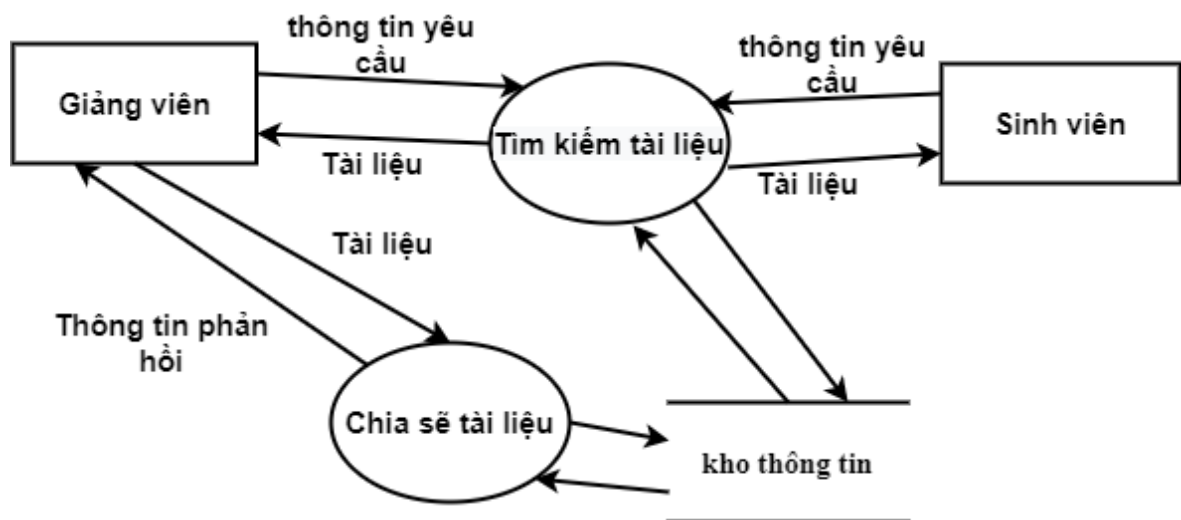 thông tin yêu
cầu
thông tin yêu
cầu
Giảng viên
Tìm kiếm tài liệu
Sinh viên
Tài liệu
Tài liệu
Tài liệu
Thông tin phản
hồi
Chia sẽ tài liệu
kho thông tin